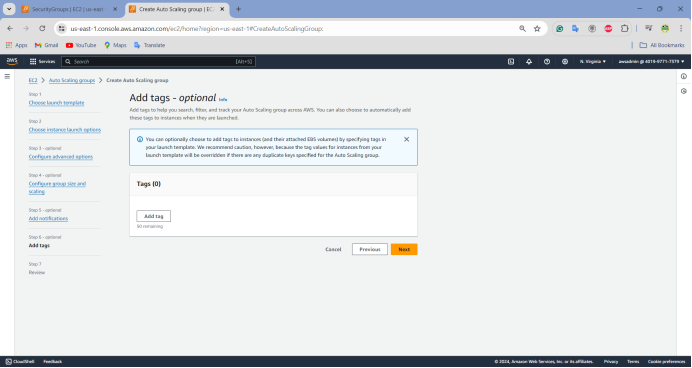 SecurityGroups | EC2 | us-east-
Create Auto Scaling group | EC
us-east-1.console.aws.amazon.com/ec2/home?region=us-east-1#CreateAutoScalingGroup:
Apps
Gmail
YouTube
Maps
Translate
All Bookmarks
aws
Services
Search
[Alt+S]
N. Virginia
awsadmin @ 4019-9771-7379
EC2 > Auto Scaling groups > Create Auto Scaling group
Step 1
Choose launch template
Step 2
Choose instance launch options
Step 3 - optional
Configure advanced options
Step 4 - optional
Configure group size and
scaling
Step 5 - optional
Add notifications
Step 6 - optional
Add tags
Step 7
Review
Add tags - optional Info
Add tags to help you search, filter, and track your Auto Scaling group across AWS. You can also choose to automatically add
these tags to instances when they are launched.
You can optionally choose to add tags to instances (and their attached EBS volumes) by specifying tags in
your launch template. We recommend caution, however, because the tag values for instances from your
launch template will be overridden if there are any duplicate keys specified for the Auto Scaling group.
Tags (0)
Add tag
50 remaining
Cancel
Previous
Next
CloudShell
Feedback
© 2024, Amazon Web Services, Inc. or its affiliates.
Privacy
Terms
Cookie preferences